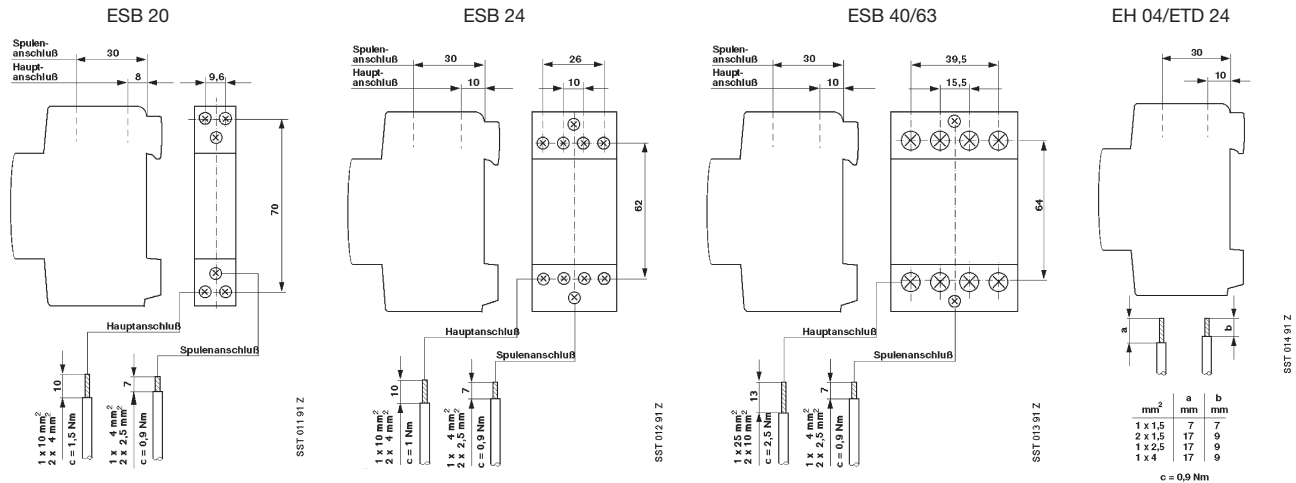 ESB 20
Spulen-
anschluß
30
Haupt-
anschluß
8
9,6
70
Hauptanschluß
Spulenanschluß
10
7
1 x 10 mm²
2 x 4 mm²
c = 1,5 Nm
1 x 4 mm²
2 x 2,5 mm²
c = 0,9 Nm
SST 011 91 Z
ESB 24
Spulen-
anschluß
30
26
Haupt-
anschluß
10
10
62
Hauptanschluß
Spulenanschluß
10
7
1 x 10 mm²
2 x 4 mm²
c = 1 Nm
1 x 4 mm²
2 x 2,5 mm²
c = 0,9 Nm
SST 012 91 Z
ESB 40/63
Spulen-
anschluß
30
39,5
Haupt-
anschluß
10
15,5
64
Hauptanschluß
Spulenanschluß
13
7
1 x 25 mm²
2 x 10 mm²
c = 2,5 Nm
1 x 4 mm²
2 x 2,5 mm²
c = 0,9 Nm
SST 013 91 Z
EH 04/ETD 24
30
10
a
b
SST 014 91 Z
a b
mm² mm mm
1 x 1,5 7 7
2 x 1,5 17 9
1 x 2,5 17 9
1 x 4 17 9
c = 0,9 Nm